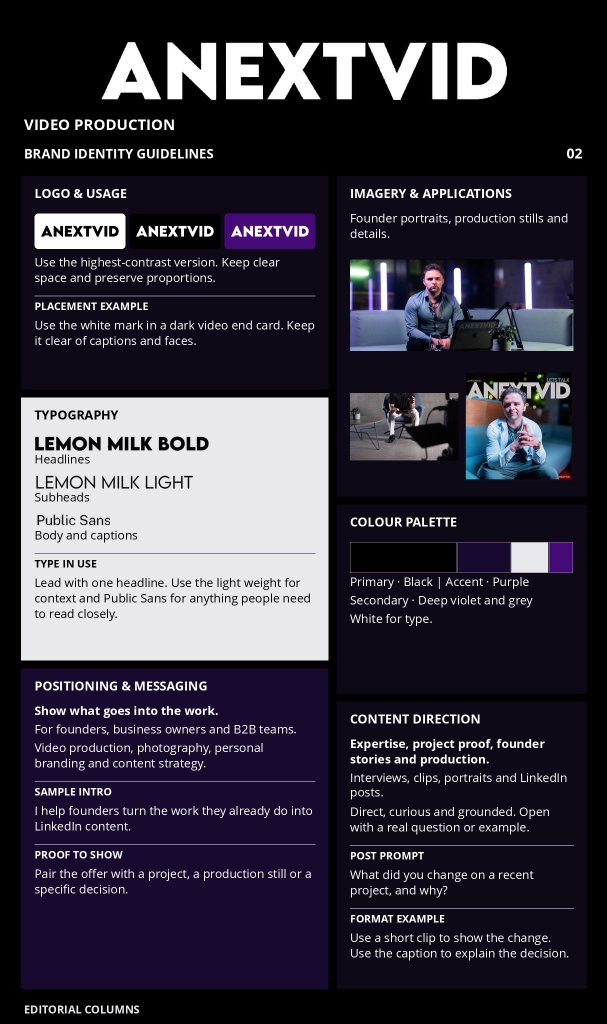 ANEXTVID
VIDEO PRODUCTION
BRAND IDENTITY GUIDELINES
02
LOGO & USAGE
ANEXTVID
ANEXTVID
ANEXTVID
Use the highest-contrast version. Keep clear
space and preserve proportions.
PLACEMENT EXAMPLE
Use the white mark in a dark video end card. Keep
it clear of captions and faces.
TYPOGRAPHY
LEMON MILK BOLD
Headlines
LEMON MILK LIGHT
Subheads
Public Sans
Body and captions
TYPE IN USE
Lead with one headline. Use the light weight for
context and Public Sans for anything people need
to read closely.
POSITIONING & MESSAGING
Show what goes into the work.
For founders, business owners and B2B teams.
Video production, photography, personal
branding and content strategy.
SAMPLE INTRO
I help founders turn the work they already do into
LinkedIn content.
PROOF TO SHOW
Pair the offer with a project, a production still or a
specific decision.
IMAGERY & APPLICATIONS
Founder portraits, production stills and
details.
ANEXTVID
LET'S TALK
ANEXTVID
COLOUR PALETTE
Primary · Black | Accent · Purple
Secondary · Deep violet and grey
White for type.
CONTENT DIRECTION
Expertise, project proof, founder
stories and production.
Interviews, clips, portraits and LinkedIn
posts.
Direct, curious and grounded. Open
with a real question or example.
POST PROMPT
What did you change on a recent
project, and why?
FORMAT EXAMPLE
Use a short clip to show the change.
Use the caption to explain the decision.
EDITORIAL COLUMNS